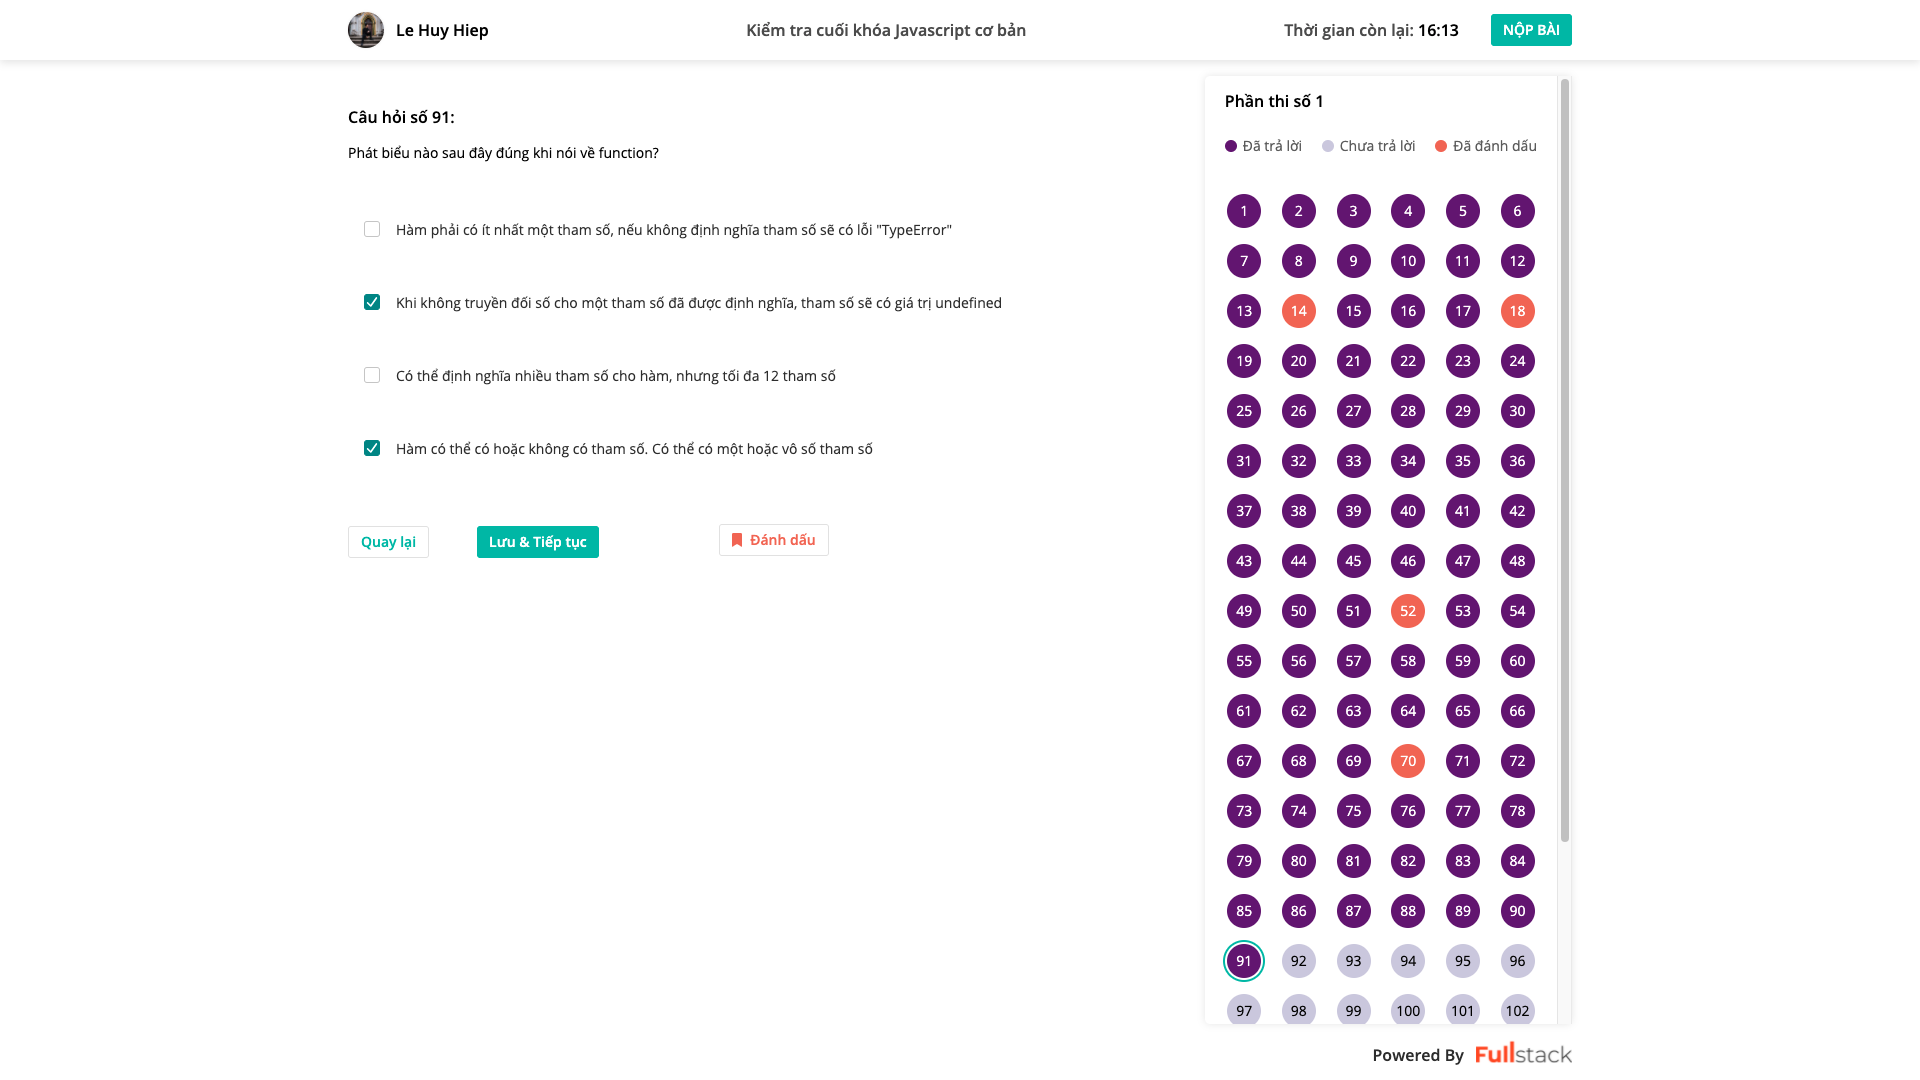 Le Huy Hiep
Kiểm tra cuối khóa Javascript cơ bản
Thời gian còn lại: 16:13
NỘP BÀI
Câu hỏi số 91:
Phát biểu nào sau đây đúng khi nói về function?
Hàm phải có ít nhất một tham số, nếu không định nghĩa tham số sẽ có lỗi "TypeError"
Khi không truyền đối số cho một tham số đã được định nghĩa, tham số sẽ có giá trị undefined
Có thể định nghĩa nhiều tham số cho hàm, nhưng tối đa 12 tham số
Hàm có thể có hoặc không có tham số. Có thể có một hoặc vô số tham số
Quay lại
Lưu & Tiếp tục
Đánh dấu
Phần thi số 1
Đã trả lời
Chưa trả lời
Đã đánh dấu
1 2 3 4 5 6
7 8 9 10 11 12
13 14 15 16 17 18
19 20 21 22 23 24
25 26 27 28 29 30
31 32 33 34 35 36
37 38 39 40 41 42
43 44 45 46 47 48
49 50 51 52 53 54
55 56 57 58 59 60
61 62 63 64 65 66
67 68 69 70 71 72
73 74 75 76 77 78
79 80 81 82 83 84
85 86 87 88 89 90
91 92 93 94 95 96
97 98 99 100 101 102
Powered By Fullstack